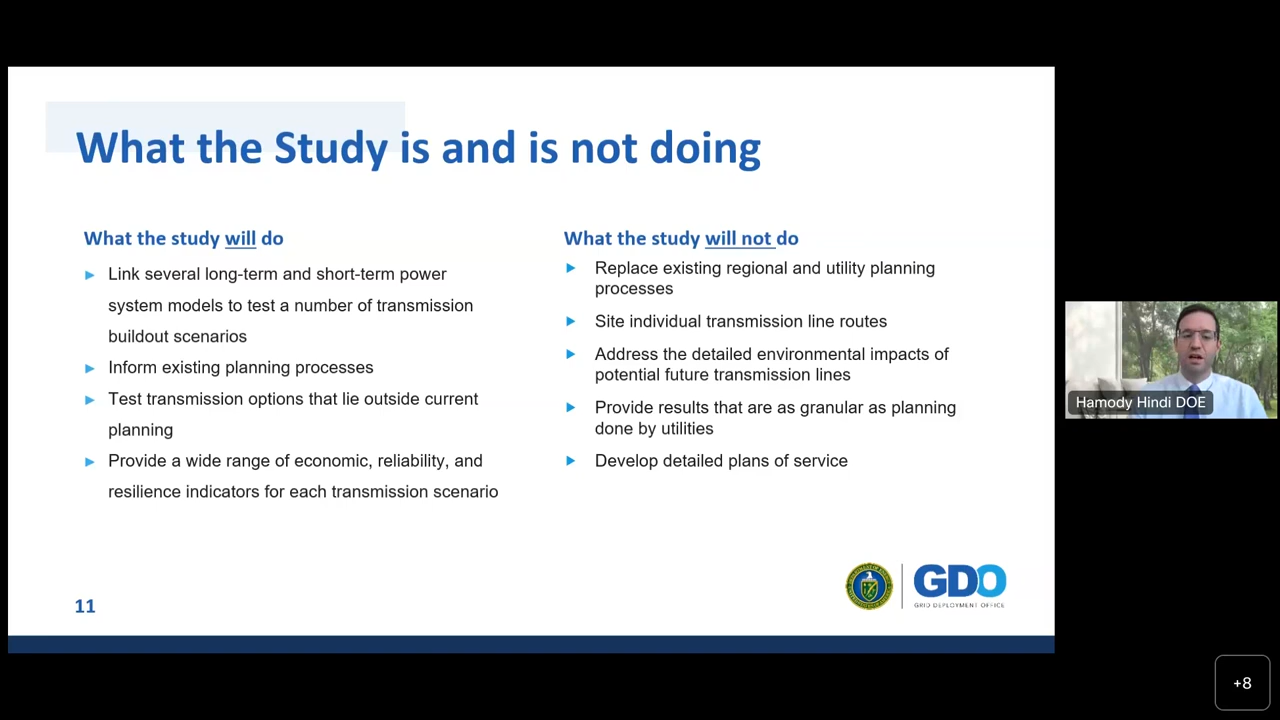 What the Study is and is not doing
What the study will do
Link several long-term and short-term power
system models to test a number of transmission
buildout scenarios
Inform existing planning processes
Test transmission options that lie outside current
planning
Provide a wide range of economic, reliability, and
resilience indicators for each transmission scenario
What the study will not do
Replace existing regional and utility planning
processes
Site individual transmission line routes
Address the detailed environmental impacts of
potential future transmission lines
Provide results that are as granular as planning
done by utilities
Develop detailed plans of service
GDO
GRID DEPLOYMENT OFFICE
11
Hamody Hindi DOE
+8